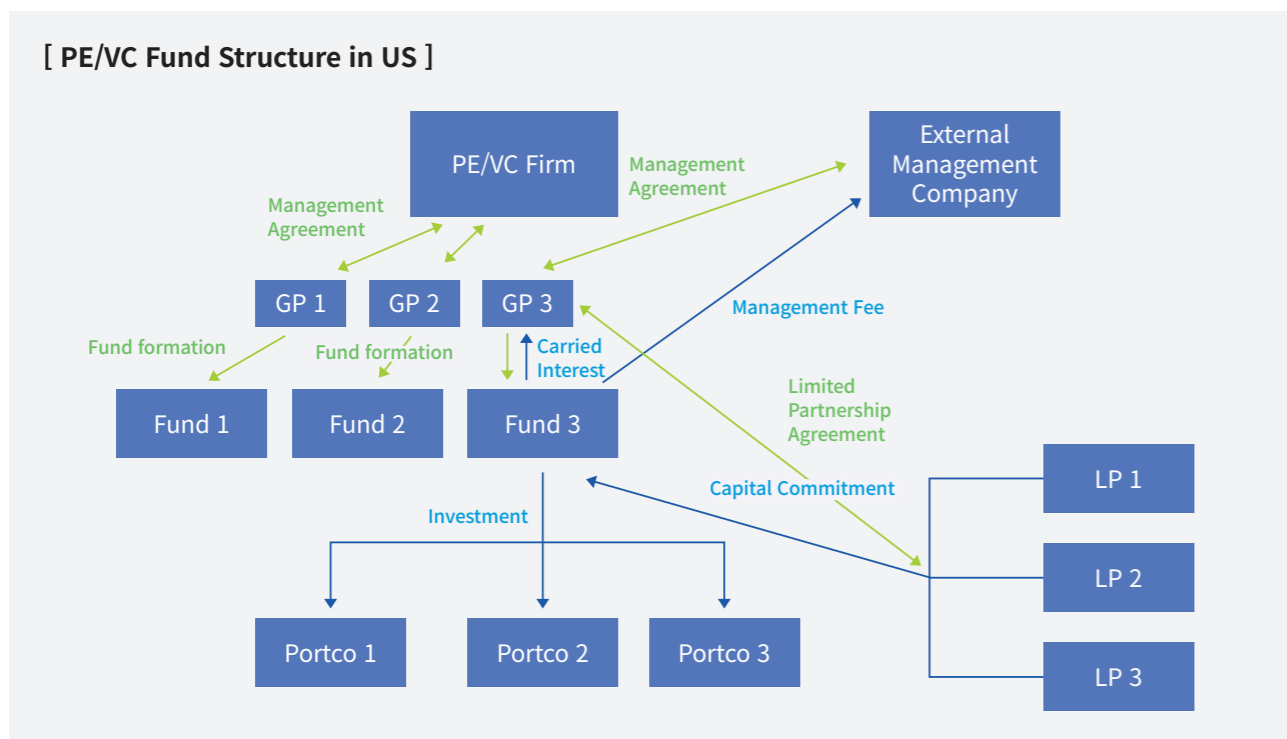 [ PE/VC Fund Structure in US ]
PE/VC Firm
External
Management
Company
Management
Agreement
Management
Agreement
GP 1
GP 2
GP 3
Management Fee
Fund formation
Fund formation
Carried
Interest
Fund 1
Fund 2
Fund 3
Limited
Partnership
Agreement
Capital Commitment
LP 1
Investment
LP 2
Portco 1
Portco 2
Portco 3
LP 3